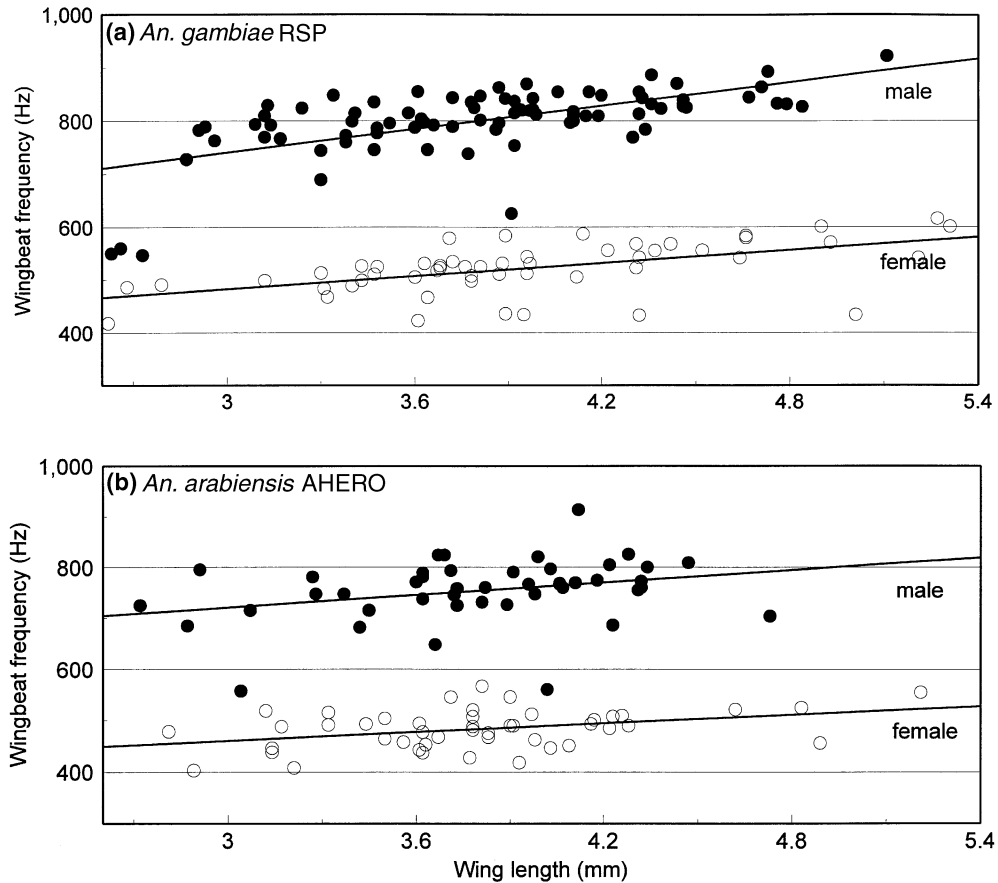 1,000
(a) An. gambiae RSP
male
800
Wingbeat frequency (Hz)
600
female
400
3 3.6 4.2 4.8 5.4
1,000
(b) An. arabiensis AHERO
800
male
Wingbeat frequency (Hz)
600
female
400
3 3.6 4.2 4.8 5.4
Wing length (mm)